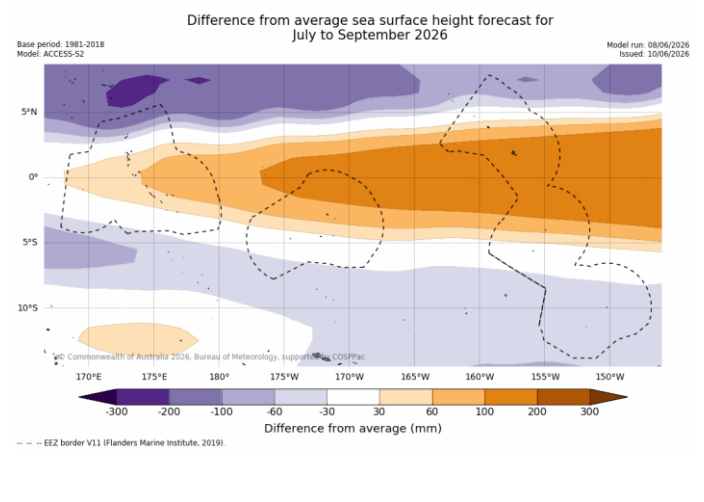 Difference from average sea surface height forecast for
July to September 2026
Base period: 1981-2018
Model: ACCESS-S2
Model run: 08/06/2026
Issued: 10/06/2026
5°N
0°
5°S
10°S
© Commonwealth of Australia 2026, Bureau of Meteorology, supported by COSPPac
170°E 175°E 180° 175°W 170°W 165°W 160°W 155°W 150°W
-300 -200 -100 -60 -30 30 60 100 200 300
Difference from average (mm)
-- -- -- EEZ border V11 (Flanders Marine Institute, 2019).